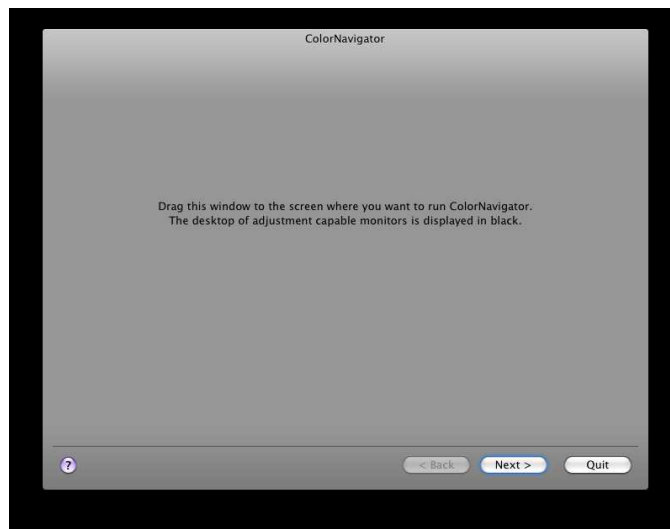 ColorNavigator
Drag this window to the screen where you want to run ColorNavigator.
The desktop of adjustment capable monitors is displayed in black.
?
< Back
Next >
Quit